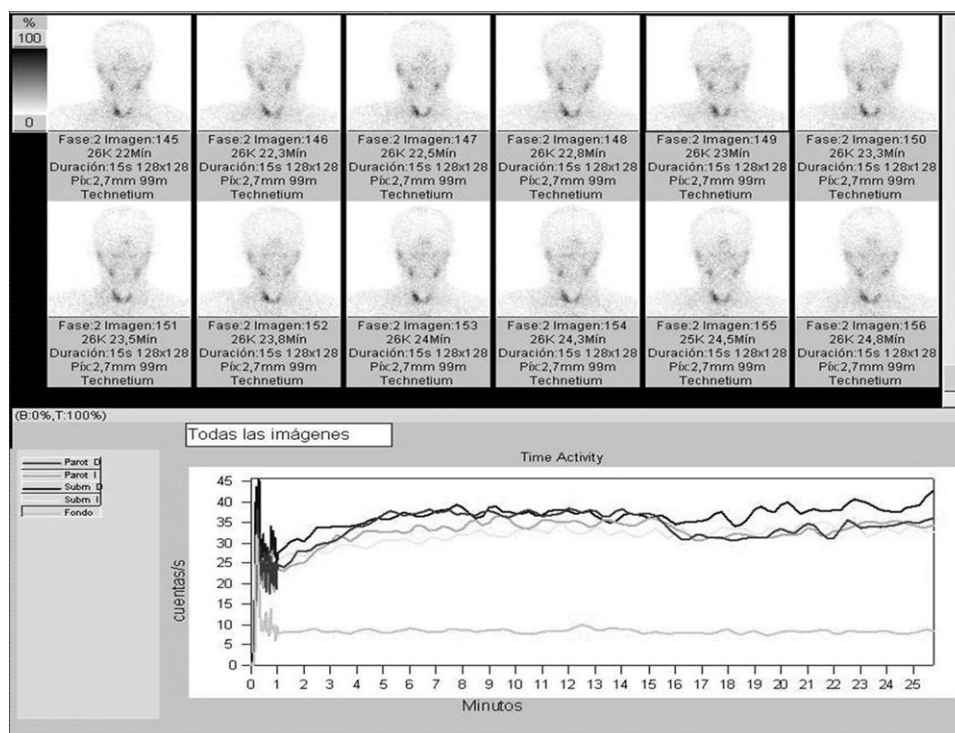 %
100
0
Fase:2 Imagen:145
26K 22Mín
Duración:15s 128x128
Píx:2,7mm 99m
Technetium
Fase:2 Imagen:146
26K 22,3Mín
Duración:15s 128x128
Píx:2,7mm 99m
Technetium
Fase:2 Imagen:147
26K 22,5Mín
Duración:15s 128x128
Píx:2,7mm 99m
Technetium
Fase:2 Imagen:148
26K 22,8Mín
Duración:15s 128x128
Píx:2,7mm 99m
Technetium
Fase:2 Imagen:149
26K 23Mín
Duración:15s 128x128
Píx:2,7mm 99m
Technetium
Fase:2 Imagen:150
26K 23,3Mín
Duración:15s 128x128
Píx:2,7mm 99m
Technetium
Fase:2 Imagen:151
26K 23,5Mín
Duración:15s 128x128
Píx:2,7mm 99m
Technetium
Fase:2 Imagen:152
26K 23,8Mín
Duración:15s 128x128
Píx:2,7mm 99m
Technetium
Fase:2 Imagen:153
26K 24Mín
Duración:15s 128x128
Píx:2,7mm 99m
Technetium
Fase:2 Imagen:154
26K 24,3Mín
Duración:15s 128x128
Píx:2,7mm 99m
Technetium
Fase:2 Imagen:155
25K 24,5Mín
Duración:15s 128x128
Píx:2,7mm 99m
Technetium
Fase:2 Imagen:156
26K 24,8Mín
Duración:15s 128x128
Píx:2,7mm 99m
Technetium
(B:0%,T:100%)
Todas las imágenes
Parot D
Parot I
Subm D
Subm I
Fondo
Time Activity
cuentas/s
45
40
35
30
25
20
15
10
5
0
0 1 2 3 4 5 6 7 8 9 10 11 12 13 14 15 16 17 18 19 20 21 22 23 24 25
Minutos